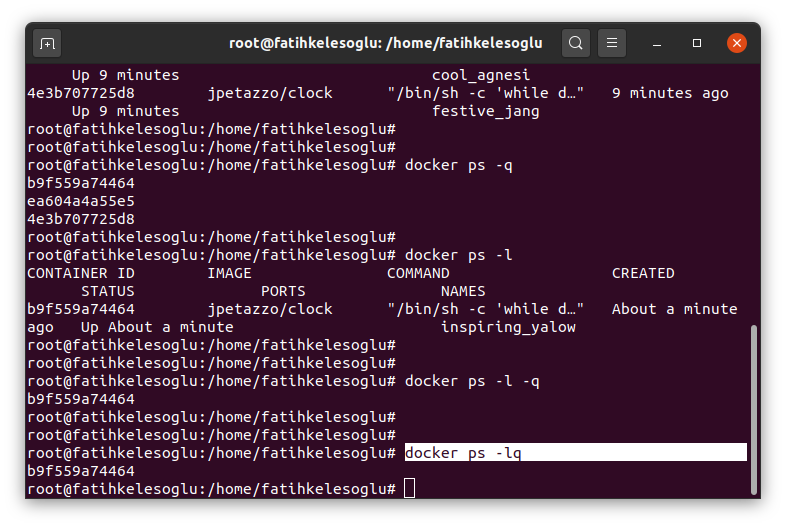 root@fatihkelesoglu: /home/fatihkelesoglu
Up 9 minutes cool_agnesi
4e3b707725d8 jpetazzo/clock "/bin/sh -c 'while d…" 9 minutes ago
Up 9 minutes festive_jang
root@fatihkelesoglu:/home/fatihkelesoglu#
root@fatihkelesoglu:/home/fatihkelesoglu#
root@fatihkelesoglu:/home/fatihkelesoglu# docker ps -q
b9f559a74464
ea604a4a55e5
4e3b707725d8
root@fatihkelesoglu:/home/fatihkelesoglu#
root@fatihkelesoglu:/home/fatihkelesoglu# docker ps -l
CONTAINER ID IMAGE COMMAND CREATED
STATUS PORTS NAMES
b9f559a74464 jpetazzo/clock "/bin/sh -c 'while d…" About a minute
ago Up About a minute inspiring_yalow
root@fatihkelesoglu:/home/fatihkelesoglu#
root@fatihkelesoglu:/home/fatihkelesoglu#
root@fatihkelesoglu:/home/fatihkelesoglu# docker ps -l -q
b9f559a74464
root@fatihkelesoglu:/home/fatihkelesoglu#
root@fatihkelesoglu:/home/fatihkelesoglu#
root@fatihkelesoglu:/home/fatihkelesoglu# docker ps -lq
b9f559a74464
root@fatihkelesoglu:/home/fatihkelesoglu#